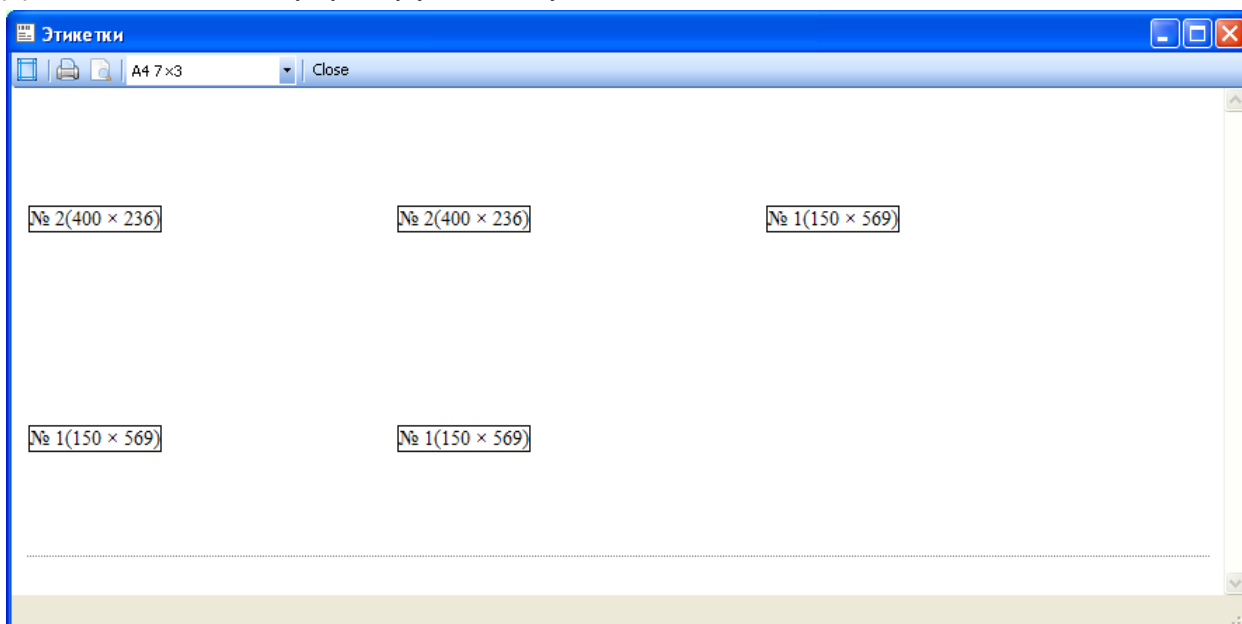 Этикетки
A4 7×3 Close
№ 2(400 × 236) № 2(400 × 236) № 1(150 × 569)
№ 1(150 × 569) № 1(150 × 569)